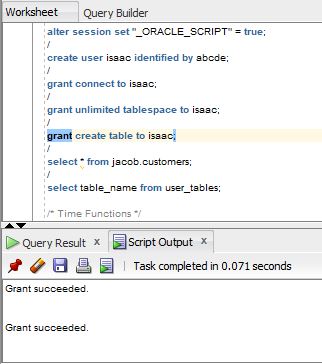 Worksheet Query Builder
alter session set "_ORACLE_SCRIPT" = true;
/
create user isaac identified by abcde;
/
grant connect to isaac;
/
grant unlimited tablespace to isaac;
/
grant create table to isaac;
/
select * from jacob.customers;
/
select table_name from user_tables;
/* Time Functions */
Query Result x Script Output x
Task completed in 0.071 seconds
Grant succeeded.
Grant succeeded.